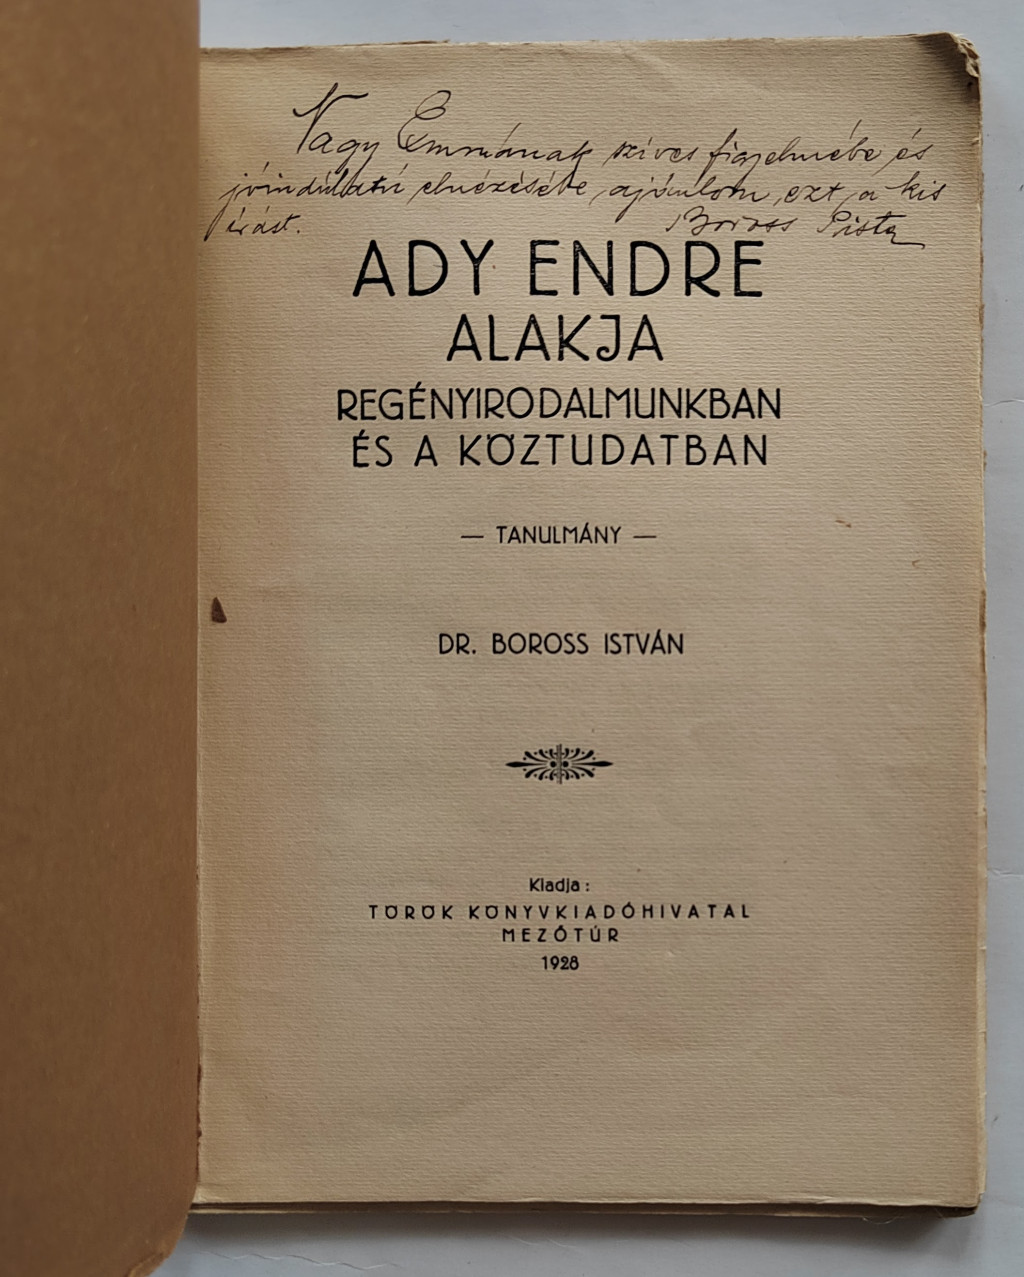 Nagy Emmának szíves figyelmébe és
jóindulatú elnézésébe ajánlom ezt a kis
írást. Boross Pista
ADY ENDRE
ALAKJA
REGÉNYIRODALMUNKBAN
ÉS A KÖZTUDATBAN
— TANULMÁNY —
DR. BOROSS ISTVÁN
Kiadja :
TÖRÖK KÖNYVKIADÓHIVATAL
MEZŐTÚR
1928